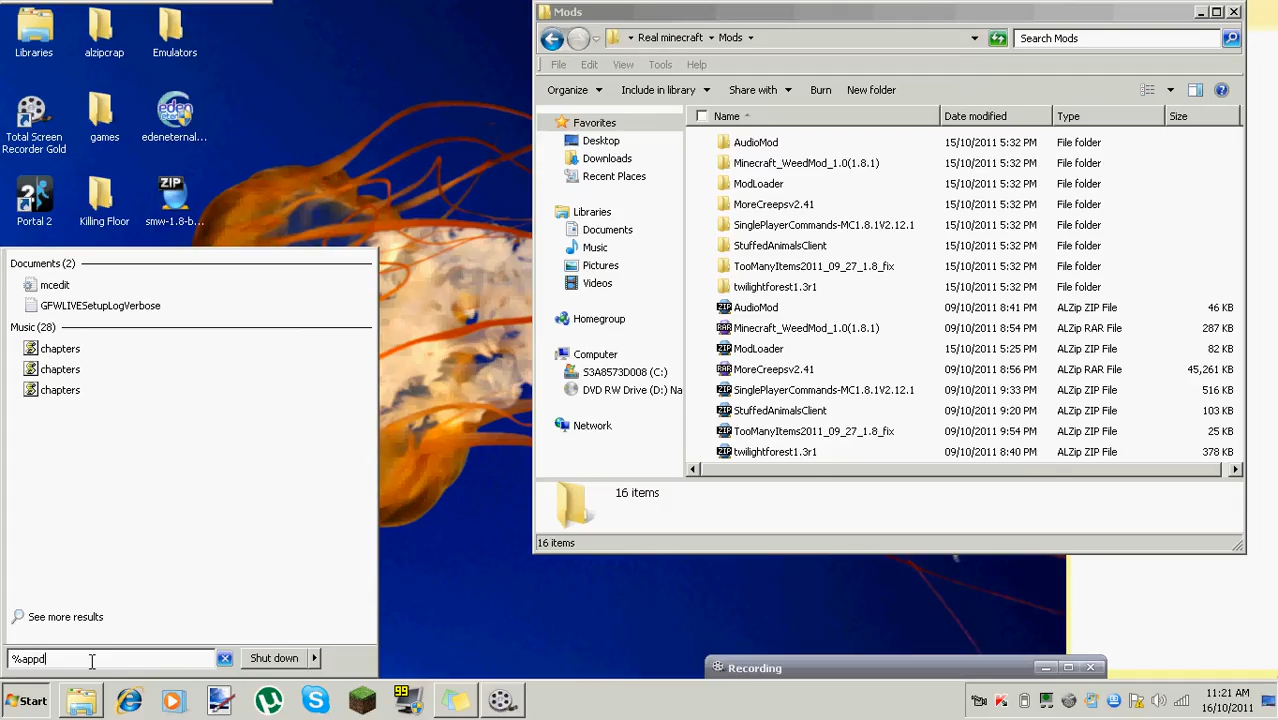 Libraries
alzipcrap
Emulators
Total Screen
Recorder Gold
games
edeneternal...
Portal 2
Killing Floor
ZIP
smw-1.8-b...
Documents (2)
mcedit
GFWLIVESetupLogVerbose
Music (28)
chapters
chapters
chapters
See more results
%appd
Shut down
Mods
Real minecraft Mods
Search Mods
File Edit View Tools Help
Organize Include in library Share with Burn New folder
Favorites
Desktop
Downloads
Recent Places
Libraries
Documents
Music
Pictures
Videos
Homegroup
Computer
S3A8573D008 (C:)
DVD RW Drive (D:) Na
Network
Name Date modified Type Size
AudioMod 15/10/2011 5:32 PM File folder
Minecraft_WeedMod_1.0(1.8.1) 15/10/2011 5:32 PM File folder
ModLoader 15/10/2011 5:32 PM File folder
MoreCreepsv2.41 15/10/2011 5:32 PM File folder
SinglePlayerCommands-MC1.8.1V2.12.1 15/10/2011 5:32 PM File folder
StuffedAnimalsClient 15/10/2011 5:32 PM File folder
TooManyItems2011_09_27_1.8_fix 15/10/2011 5:32 PM File folder
twilightforest1.3r1 15/10/2011 5:32 PM File folder
AudioMod 09/10/2011 8:41 PM ALZip ZIP File 46 KB
Minecraft_WeedMod_1.0(1.8.1) 09/10/2011 8:54 PM ALZip RAR File 287 KB
ModLoader 15/10/2011 5:25 PM ALZip ZIP File 82 KB
MoreCreepsv2.41 09/10/2011 8:56 PM ALZip RAR File 45,261 KB
SinglePlayerCommands-MC1.8.1V2.12.1 09/10/2011 9:33 PM ALZip ZIP File 516 KB
StuffedAnimalsClient 09/10/2011 9:20 PM ALZip ZIP File 103 KB
TooManyItems2011_09_27_1.8_fix 09/10/2011 9:54 PM ALZip ZIP File 25 KB
twilightforest1.3r1 09/10/2011 8:40 PM ALZip ZIP File 378 KB
16 items
16 items
Recording
Start
99
11:21 AM
16/10/2011